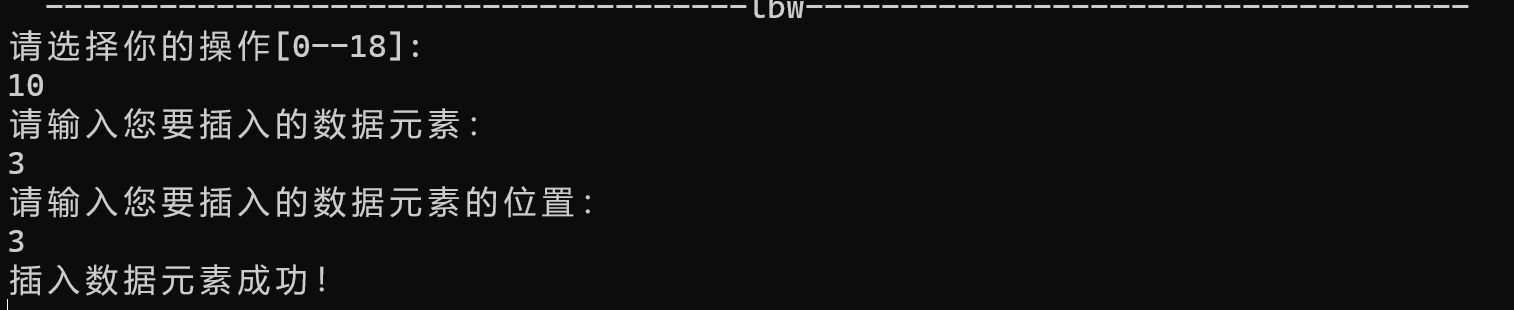 -------------------------------------lbw-----------------------------------
请选择你的操作[0--18]:
10
请输入您要插入的数据元素：
3
请输入您要插入的数据元素的位置：
3
插入数据元素成功！